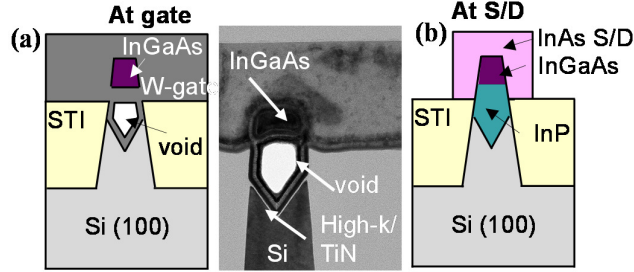 At gate
(a)
InGaAs
W-gate
STI
void
Si (100)
InGaAs
void
High-k/
TiN
Si
At S/D
(b)
InAs S/D
InGaAs
STI
InP
Si (100)